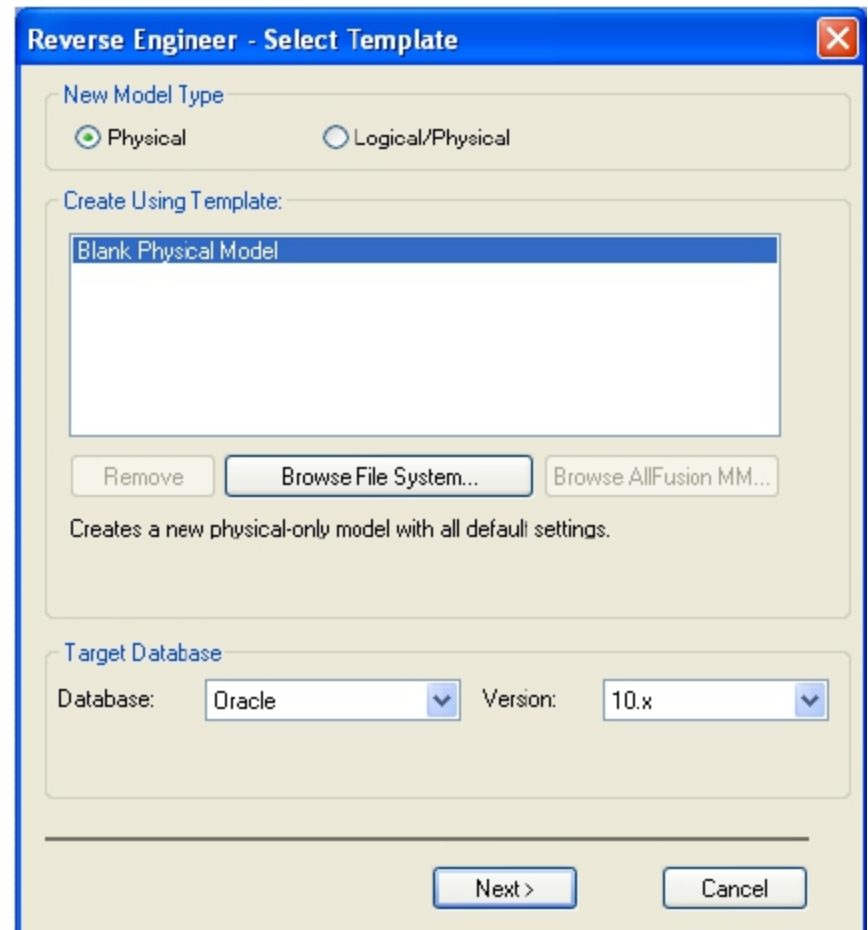 Reverse Engineer - Select Template
New Model Type
Physical
Logical/Physical
Create Using Template:
Blank Physical Model
Remove
Browse File System...
Browse AllFusion MM...
Creates a new physical-only model with all default settings.
Target Database
Database:
Oracle
Version:
10.x
Next >
Cancel